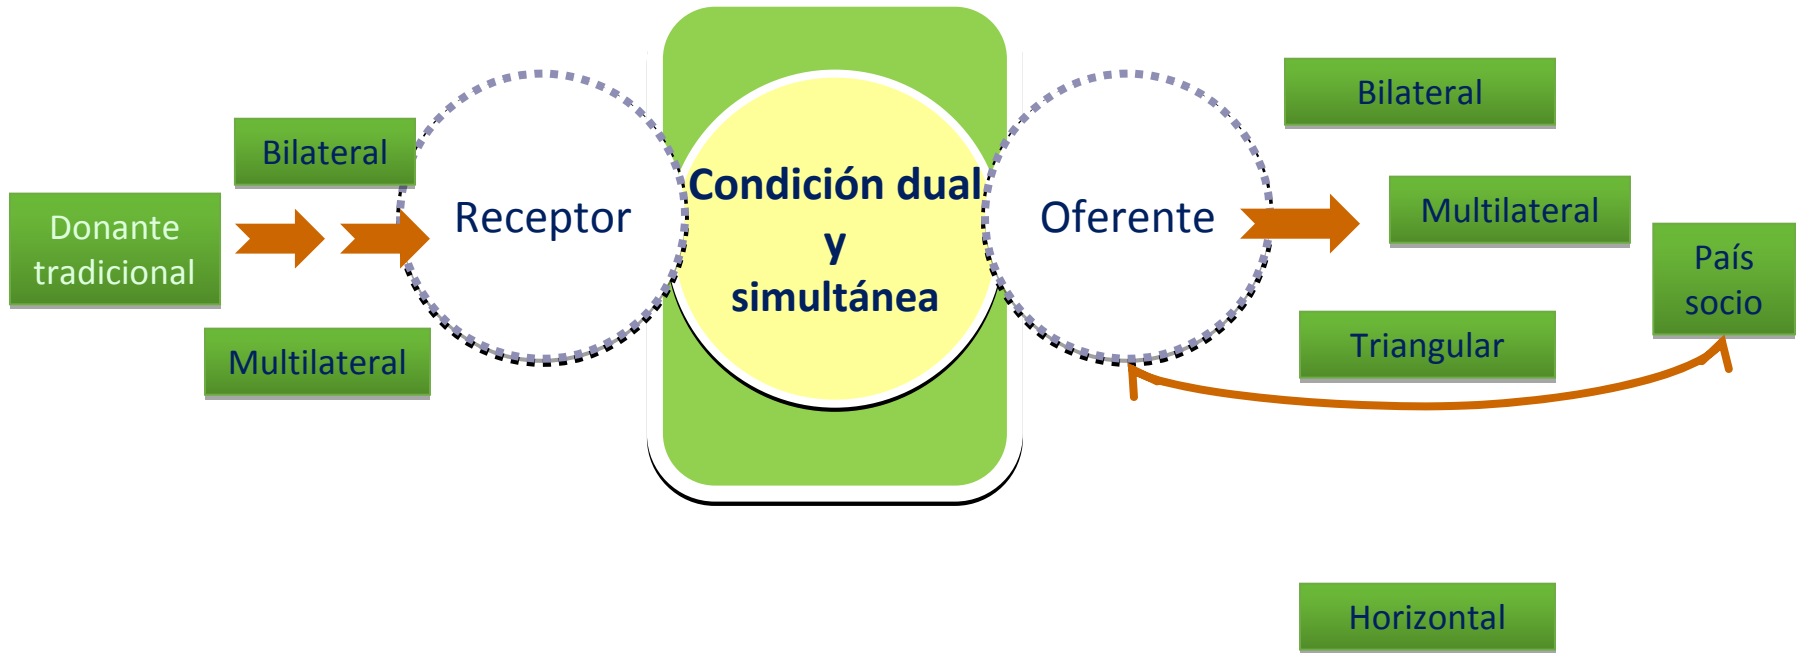 Donante
tradicional
Bilateral
Multilateral
Receptor
Condición dual
y
simultánea
Oferente
Bilateral
Multilateral
Triangular
Horizontal
País
socio